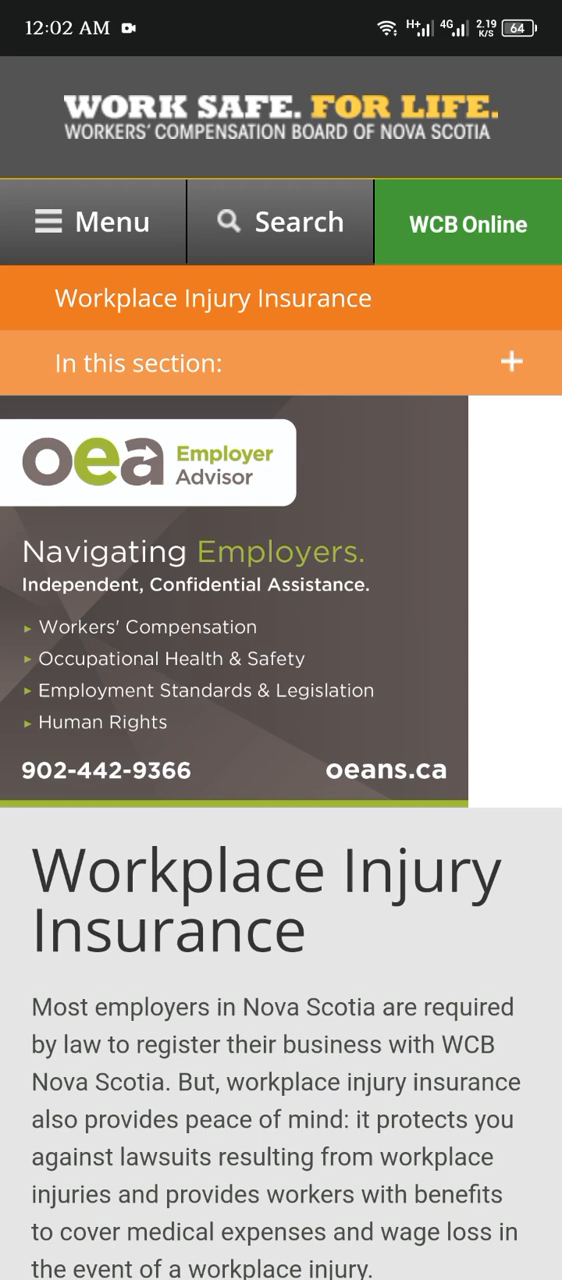 12:02 AM H+ 4G 2.19 K/S 64
WORK SAFE. FOR LIFE.
WORKERS' COMPENSATION BOARD OF NOVA SCOTIA
Menu Search WCB Online
Workplace Injury Insurance
In this section: +
oea Employer Advisor
Navigating Employers.
Independent, Confidential Assistance.
▸ Workers' Compensation
▸ Occupational Health & Safety
▸ Employment Standards & Legislation
▸ Human Rights
902-442-9366 oeans.ca
Workplace Injury
Insurance
Most employers in Nova Scotia are required
by law to register their business with WCB
Nova Scotia. But, workplace injury insurance
also provides peace of mind: it protects you
against lawsuits resulting from workplace
injuries and provides workers with benefits
to cover medical expenses and wage loss in
the event of a workplace injury.